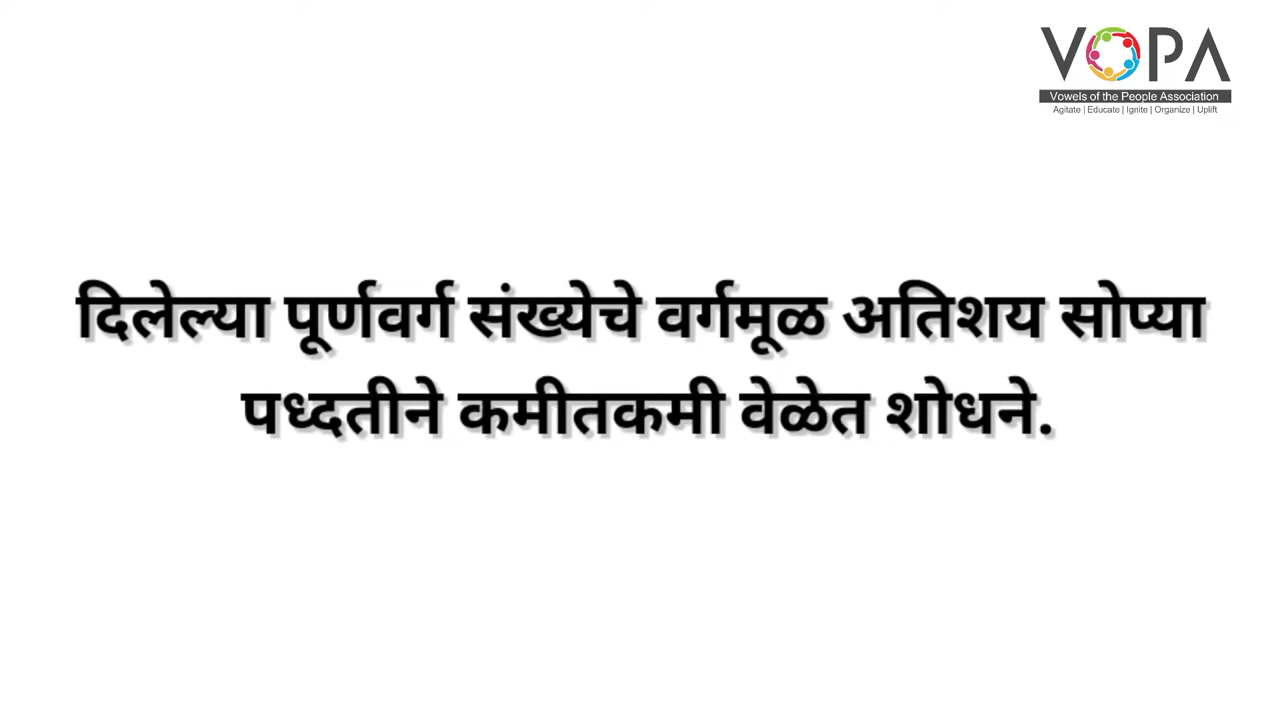 VOPA
Vowels of the People Association
Agitate | Educate | Ignite | Organize | Uplift
दिलेल्या पूर्णवर्ग संख्येचे वर्गमूळ अतिशय सोप्या
पध्दतीने कमीतकमी वेळेत शोधने.